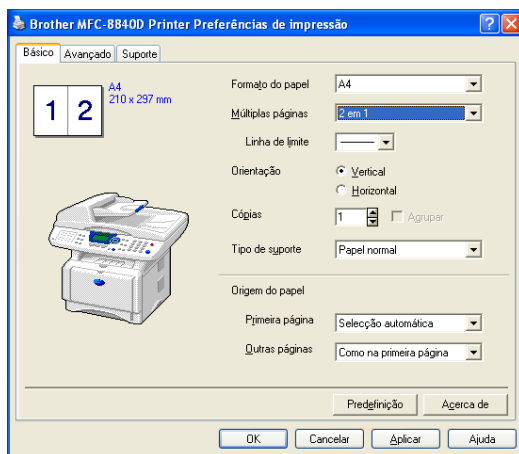 Brother MFC-8840D Printer Preferências de impressão
Básico Avançado Suporte
A4
210 x 297 mm
1 2
Formato do papel A4
Múltiplas páginas 2 em 1
Linha de limite
Orientação Vertical
Horizontal
Cópias 1 Agrupar
Tipo de suporte Papel normal
Origem do papel
Primeira página Selecção automática
Outras páginas Como na primeira página
Predefinição Acerca de
OK Cancelar Aplicar Ajuda